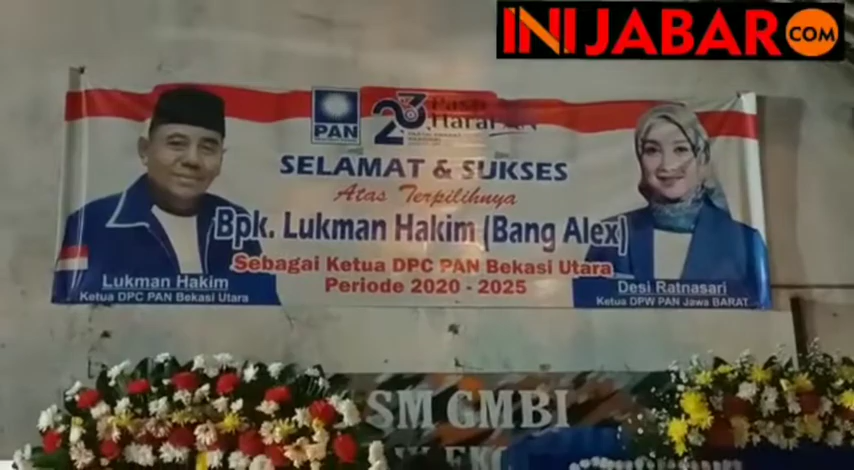 INIJABAR.COM
PAN
23
SELAMAT & SUKSES
Atas Terpilihnya
Bpk. Lukman Hakim (Bang Alex)
Sebagai Ketua DPC PAN Bekasi Utara
Periode 2020 - 2025
Lukman Hakim
Ketua DPC PAN Bekasi Utara
Desi Ratnasari
Ketua DPW PAN Jawa BARAT
SM GMBI